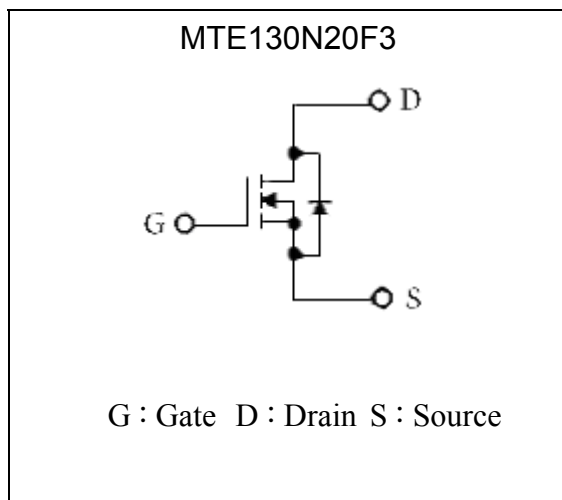 MTE130N20F3
D
G
S
G：Gate D：Drain S：Source